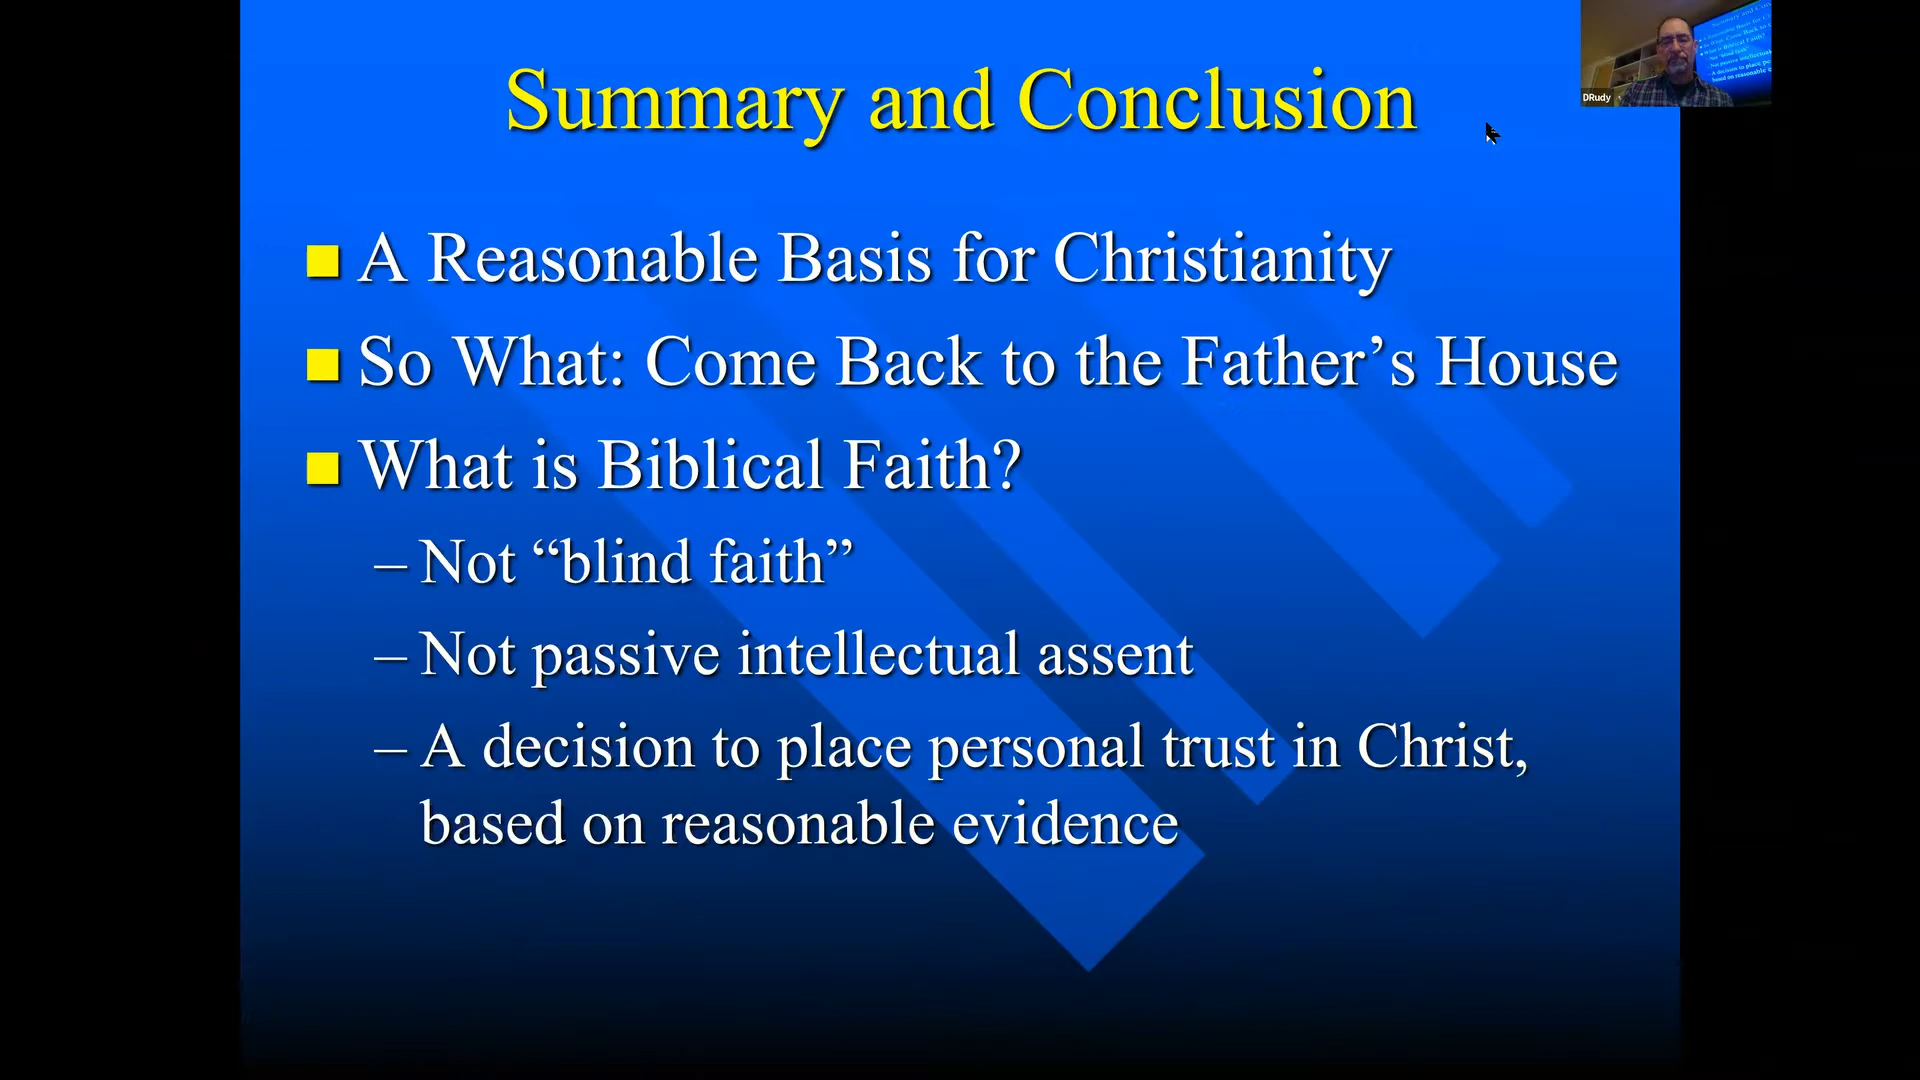 Summary and Conclusion
A Reasonable Basis for Christianity
So What: Come Back to the Father’s House
What is Biblical Faith?
– Not “blind faith”
– Not passive intellectual assent
– A decision to place personal trust in Christ,
based on reasonable evidence
DRudy